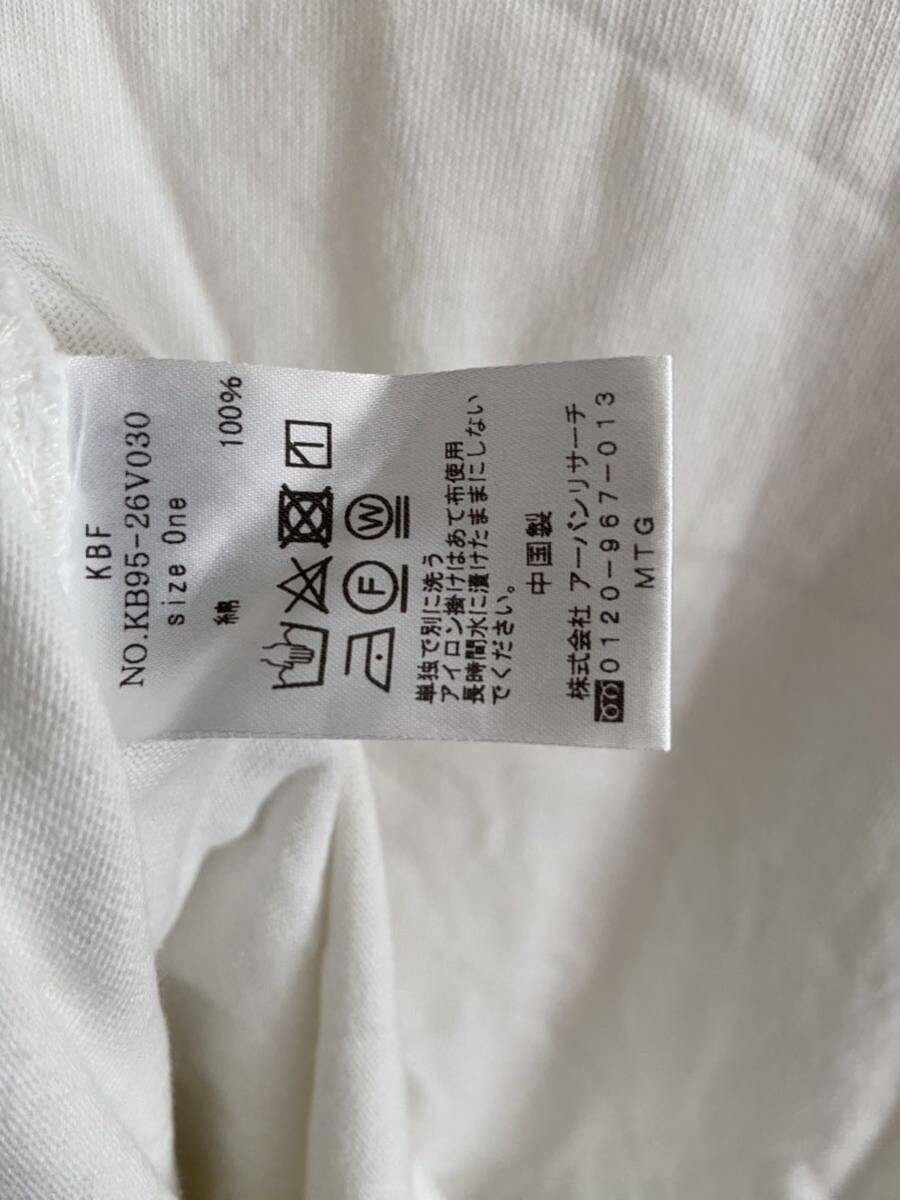 KBF
NO.KB95-26V030
size One
綿 100%
F W
単独で別に洗う
アイロン掛けはあて布使用
長時間水に漬けたままにしない
でください。
中国製
株式会社 アーバンリサーチ
0120-967-013
MTG